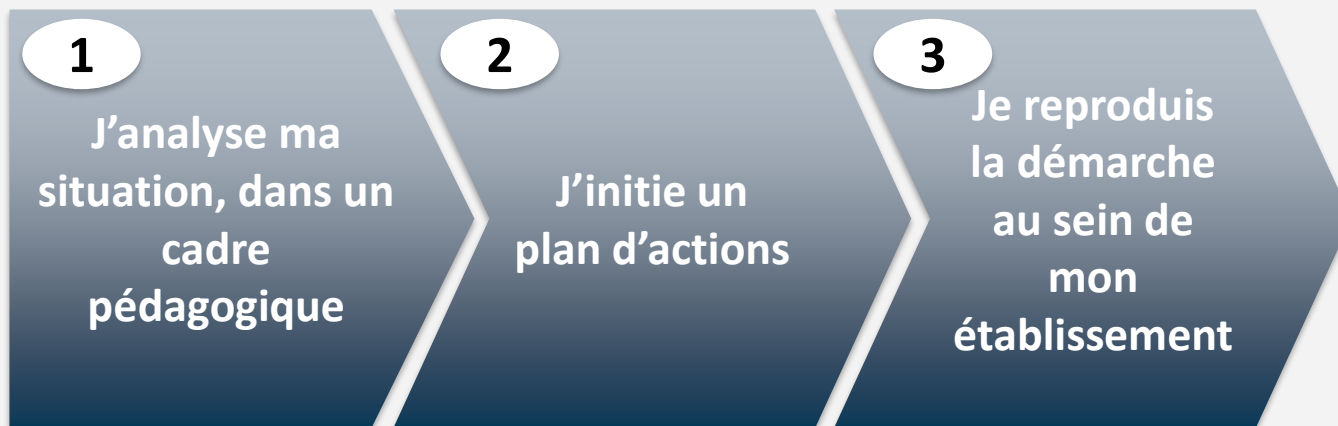 1
J’analyse ma
situation, dans un
cadre
pédagogique
2
J’initie un
plan d’actions
3
Je reproduis
la démarche
au sein de
mon
établissement